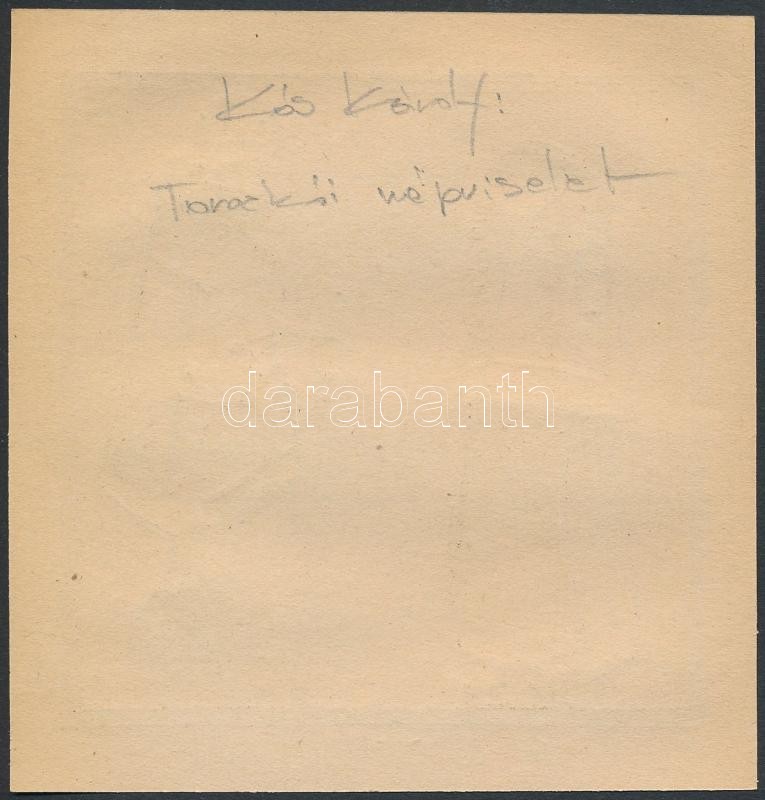 Kós Károly:
Torockói népviselet
darabanth